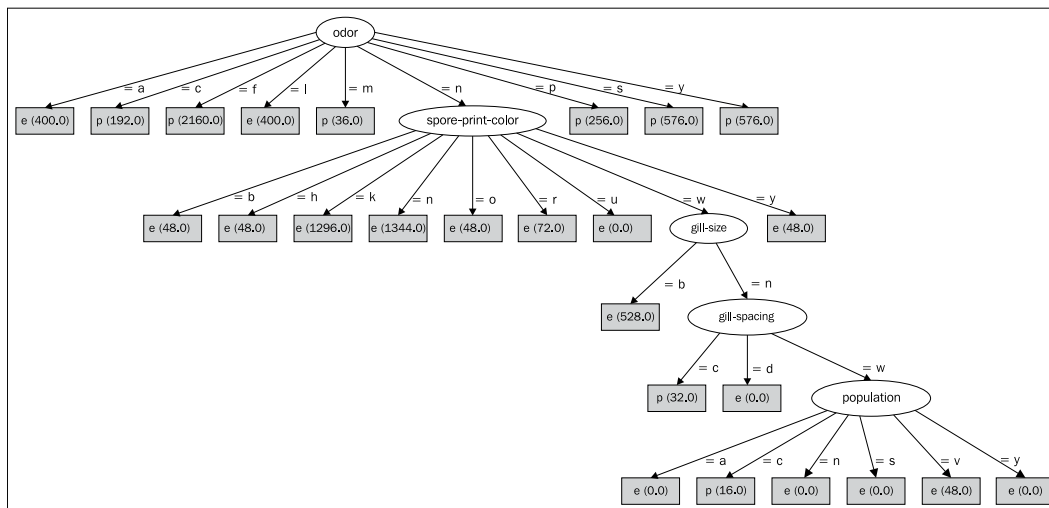 odor
= a
= c
= f
= l
= m
= n
= p
= s
= y
e (400.0)
p (192.0)
p (2160.0)
e (400.0)
p (36.0)
spore-print-color
p (256.0)
p (576.0)
p (576.0)
= b
= h
= k
= n
= o
= r
= u
= w
= y
e (48.0)
e (48.0)
e (1296.0)
e (1344.0)
e (48.0)
e (72.0)
e (0.0)
gill-size
e (48.0)
= b
= n
e (528.0)
gill-spacing
= c
= d
= w
p (32.0)
e (0.0)
population
= a
= c
= n
= s
= v
= y
e (0.0)
p (16.0)
e (0.0)
e (0.0)
e (48.0)
e (0.0)